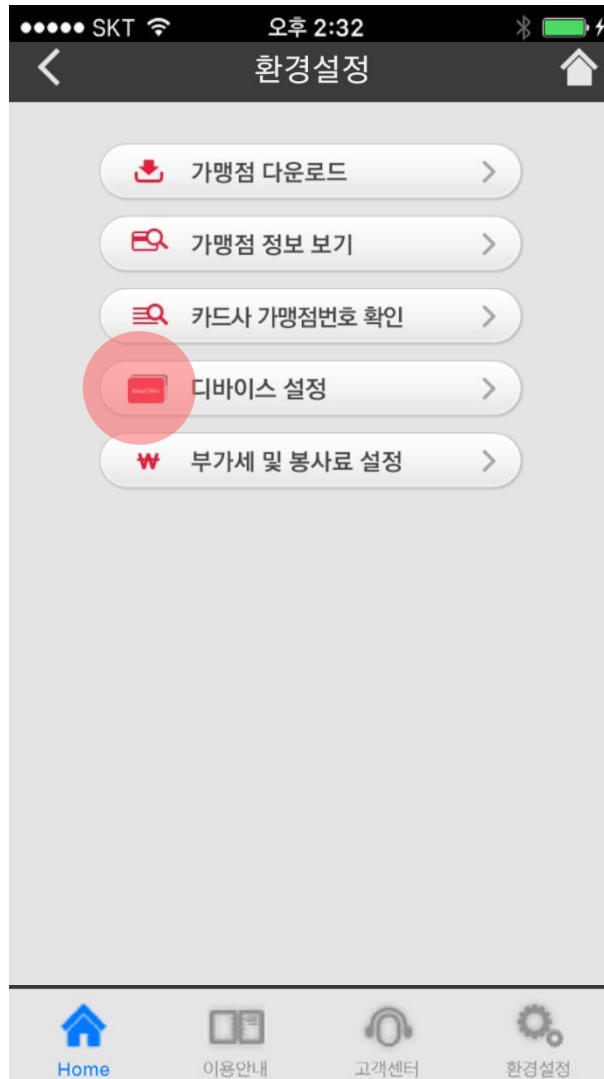 SKT 오후 2:32
환경설정
가맹점 다운로드
가맹점 정보 보기
카드사 가맹점번호 확인
디바이스 설정
₩ 부가세 및 봉사료 설정
Home 이용안내 고객센터 환경설정